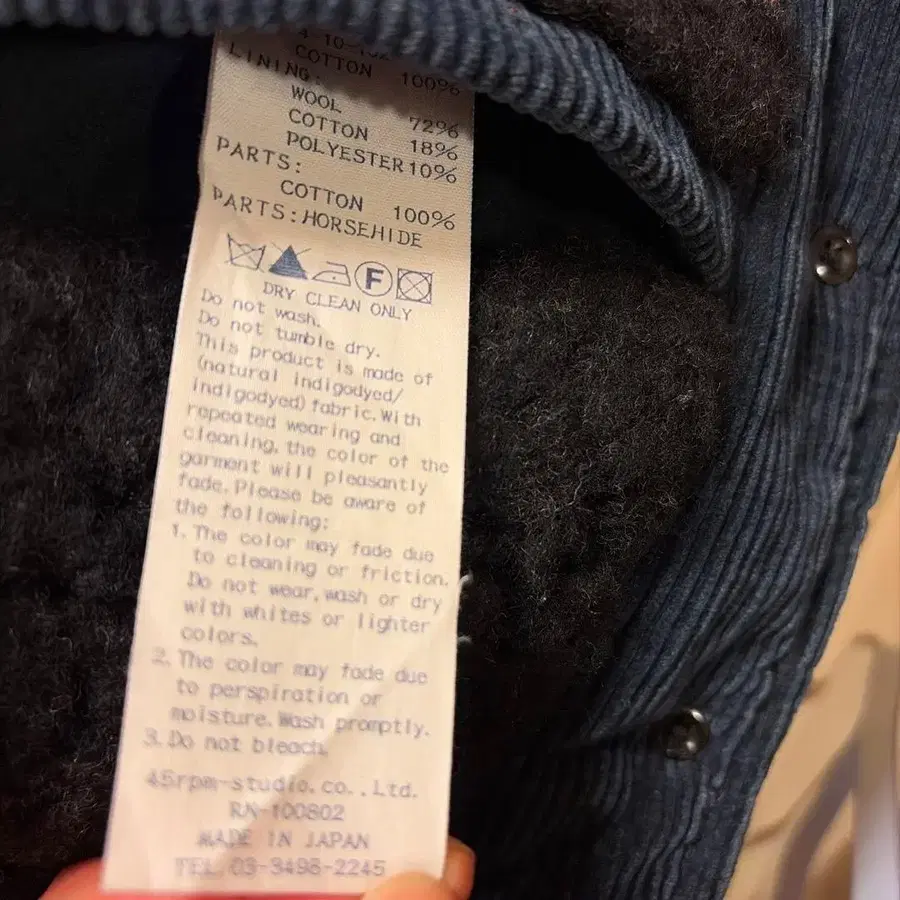 COTTON 100%
LINING:
WOOL 72%
COTTON 18%
POLYESTER 10%
PARTS:
COTTON 100%
PARTS:HORSEHIDE
F
DRY CLEAN ONLY
Do not wash.
Do not tumble dry.
This product is made of
(natural indigodyed/
indigodyed) fabric. With
repeated wearing and
cleaning, the color of the
garment will pleasantly
fade. Please be aware of
the following:
1. The color may fade due
to cleaning or friction.
Do not wear, wash or dry
with whites or lighter
colors.
2. The color may fade due
to perspiration or
moisture. Wash promptly.
3. Do not bleach.
45rpm-studio.co.,Ltd.
RN-100802
MADE IN JAPAN
TEL.03-3498-2245